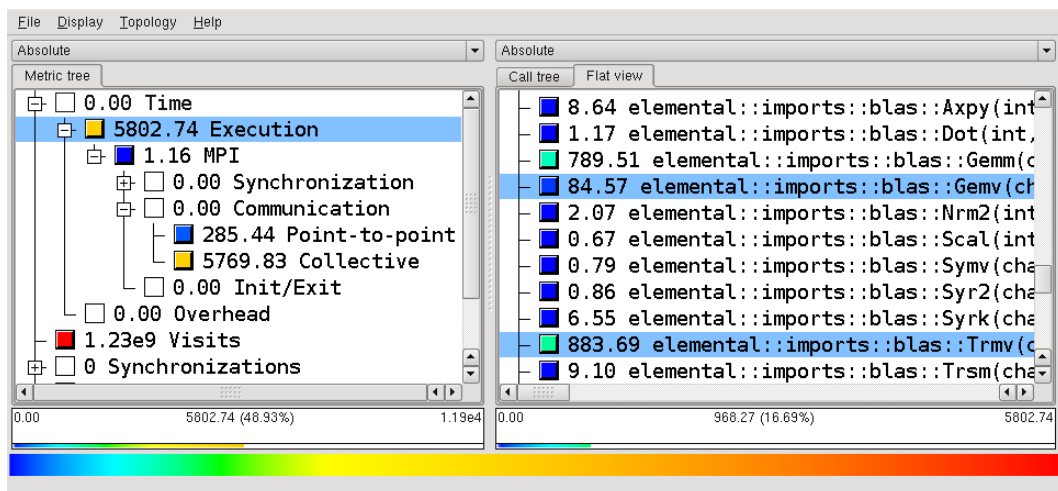 File Display Topology Help
Absolute
Metric tree
0.00 Time
5802.74 Execution
1.16 MPI
0.00 Synchronization
0.00 Communication
285.44 Point-to-point
5769.83 Collective
0.00 Init/Exit
0.00 Overhead
1.23e9 Visits
0 Synchronizations
0.00 5802.74 (48.93%) 1.19e4
Absolute
Call tree Flat view
8.64 elemental::imports::blas::Axpy(int
1.17 elemental::imports::blas::Dot(int,
789.51 elemental::imports::blas::Gemm(c
84.57 elemental::imports::blas::Gemv(ch
2.07 elemental::imports::blas::Nrm2(int
0.67 elemental::imports::blas::Scal(int
0.79 elemental::imports::blas::Symv(cha
0.86 elemental::imports::blas::Syr2(cha
6.55 elemental::imports::blas::Syrk(cha
883.69 elemental::imports::blas::Trmv(c
9.10 elemental::imports::blas::Trsm(cha
0.00 968.27 (16.69%) 5802.74